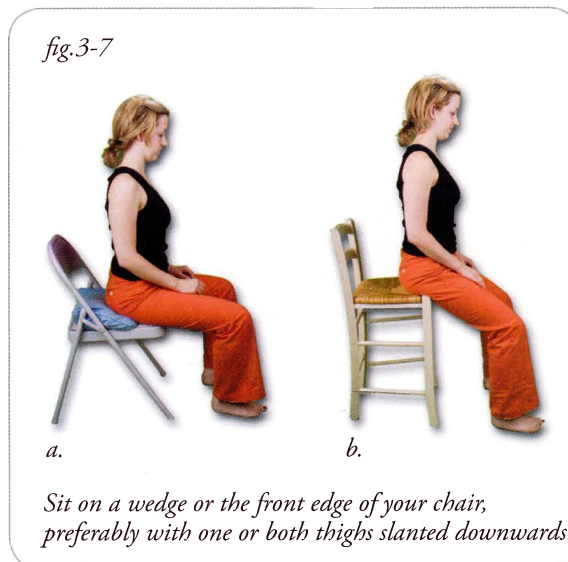 fig.3-7
a.
b.
Sit on a wedge or the front edge of your chair,
preferably with one or both thighs slanted downwards.